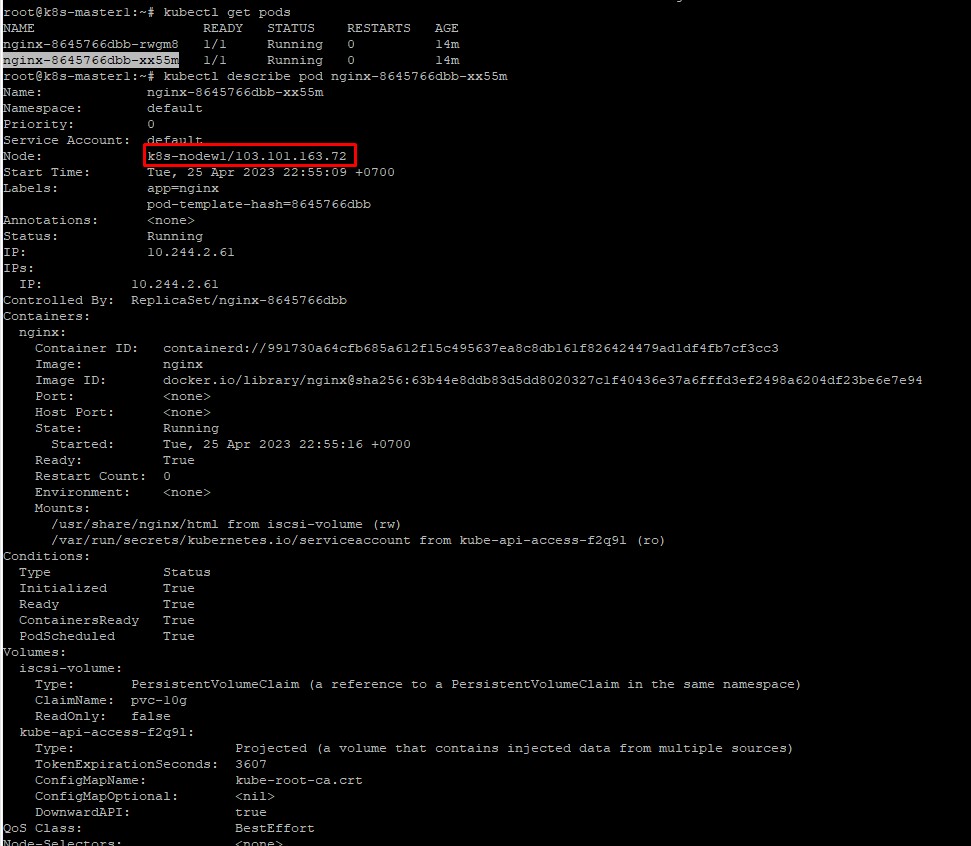 root@k8s-master1:~# kubectl get pods
NAME                     READY   STATUS    RESTARTS   AGE
nginx-8645766dbb-rwgm8   1/1     Running   0          14m
nginx-8645766dbb-xx55m   1/1     Running   0          14m
root@k8s-master1:~# kubectl describe pod nginx-8645766dbb-xx55m
Name:             nginx-8645766dbb-xx55m
Namespace:        default
Priority:         0
Service Account:  default
Node:             k8s-nodew1/103.101.163.72
Start Time:       Tue, 25 Apr 2023 22:55:09 +0700
Labels:           app=nginx
                  pod-template-hash=8645766dbb
Annotations:      <none>
Status:           Running
IP:               10.244.2.61
IPs:
  IP:           10.244.2.61
Controlled By:  ReplicaSet/nginx-8645766dbb
Containers:
  nginx:
    Container ID:   containerd://991730a64cfb685a612f15c495637ea8c8db161f826424479ad1df4fb7cf3cc3
    Image:          nginx
    Image ID:       docker.io/library/nginx@sha256:63b44e8ddb83d5dd8020327c1f40436e37a6fffd3ef2498a6204df23be6e7e94
    Port:           <none>
    Host Port:      <none>
    State:          Running
      Started:      Tue, 25 Apr 2023 22:55:16 +0700
    Ready:          True
    Restart Count:  0
    Environment:    <none>
    Mounts:
      /usr/share/nginx/html from iscsi-volume (rw)
      /var/run/secrets/kubernetes.io/serviceaccount from kube-api-access-f2q9l (ro)
Conditions:
  Type              Status
  Initialized       True
  Ready             True
  ContainersReady   True
  PodScheduled      True
Volumes:
  iscsi-volume:
    Type:       PersistentVolumeClaim (a reference to a PersistentVolumeClaim in the same namespace)
    ClaimName:  pvc-10g
    ReadOnly:   false
  kube-api-access-f2q9l:
    Type:                    Projected (a volume that contains injected data from multiple sources)
    TokenExpirationSeconds:  3607
    ConfigMapName:           kube-root-ca.crt
    ConfigMapOptional:       <nil>
    DownwardAPI:             true
QoS Class:                   BestEffort
Node-Selectors:              <none>